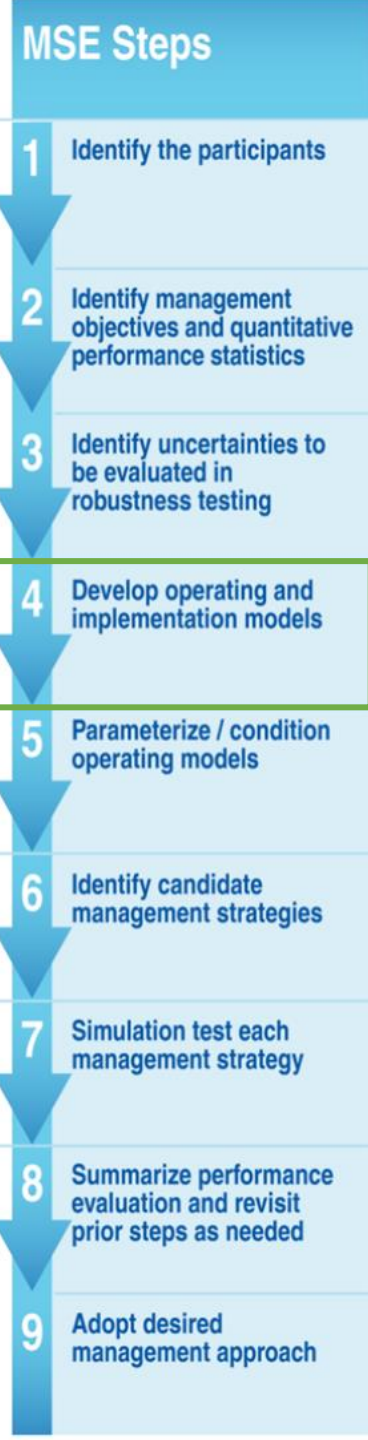 MSE Steps
1 Identify the participants
2 Identify management
objectives and quantitative
performance statistics
3 Identify uncertainties to
be evaluated in
robustness testing
4 Develop operating and
implementation models
5 Parameterize / condition
operating models
6 Identify candidate
management strategies
7 Simulation test each
management strategy
8 Summarize performance
evaluation and revisit
prior steps as needed
9 Adopt desired
management approach